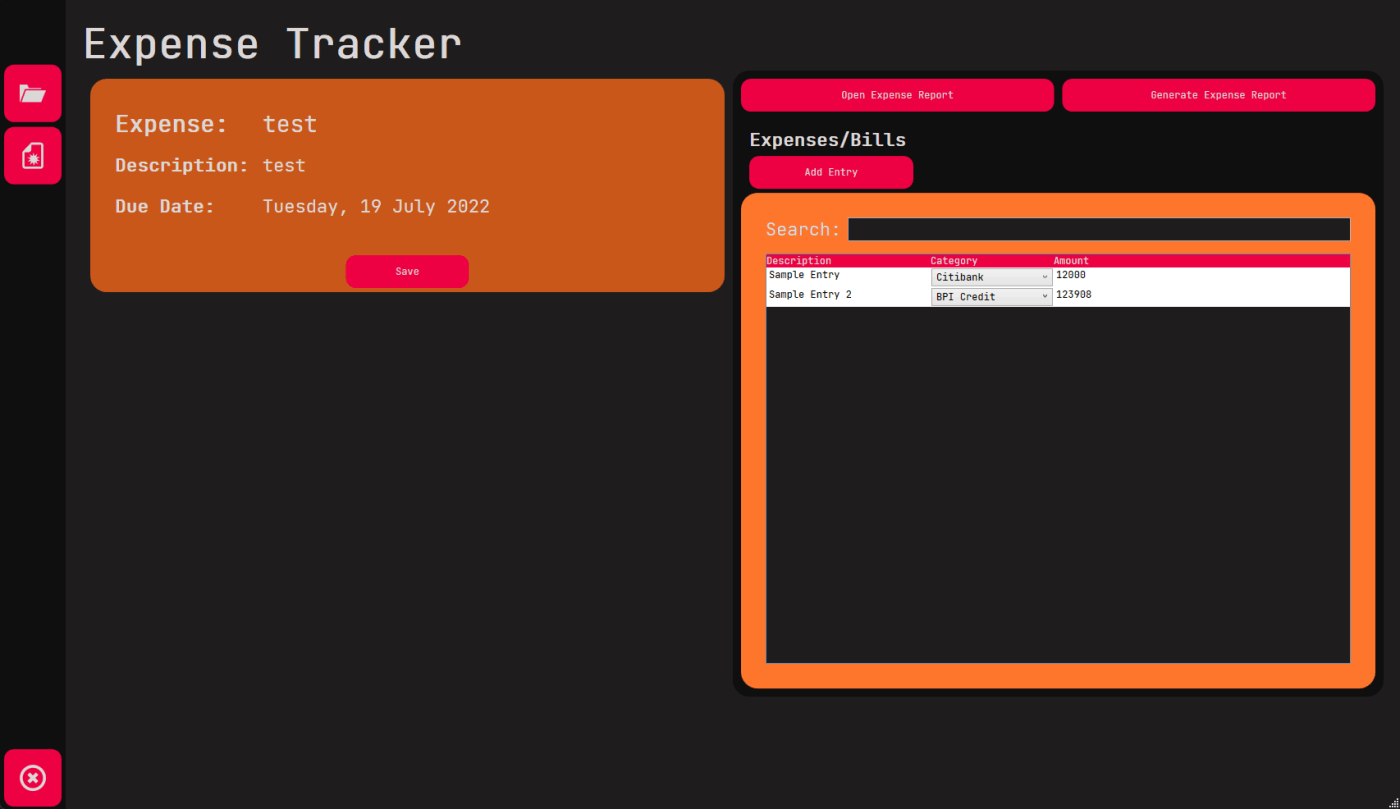 Expense Tracker
Expense: test
Description: test
Due Date: Tuesday, 19 July 2022
Save
Open Expense Report
Generate Expense Report
Expenses/Bills
Add Entry
Search:
Description Category Amount
Sample Entry Citibank 12000
Sample Entry 2 BPI Credit 123908